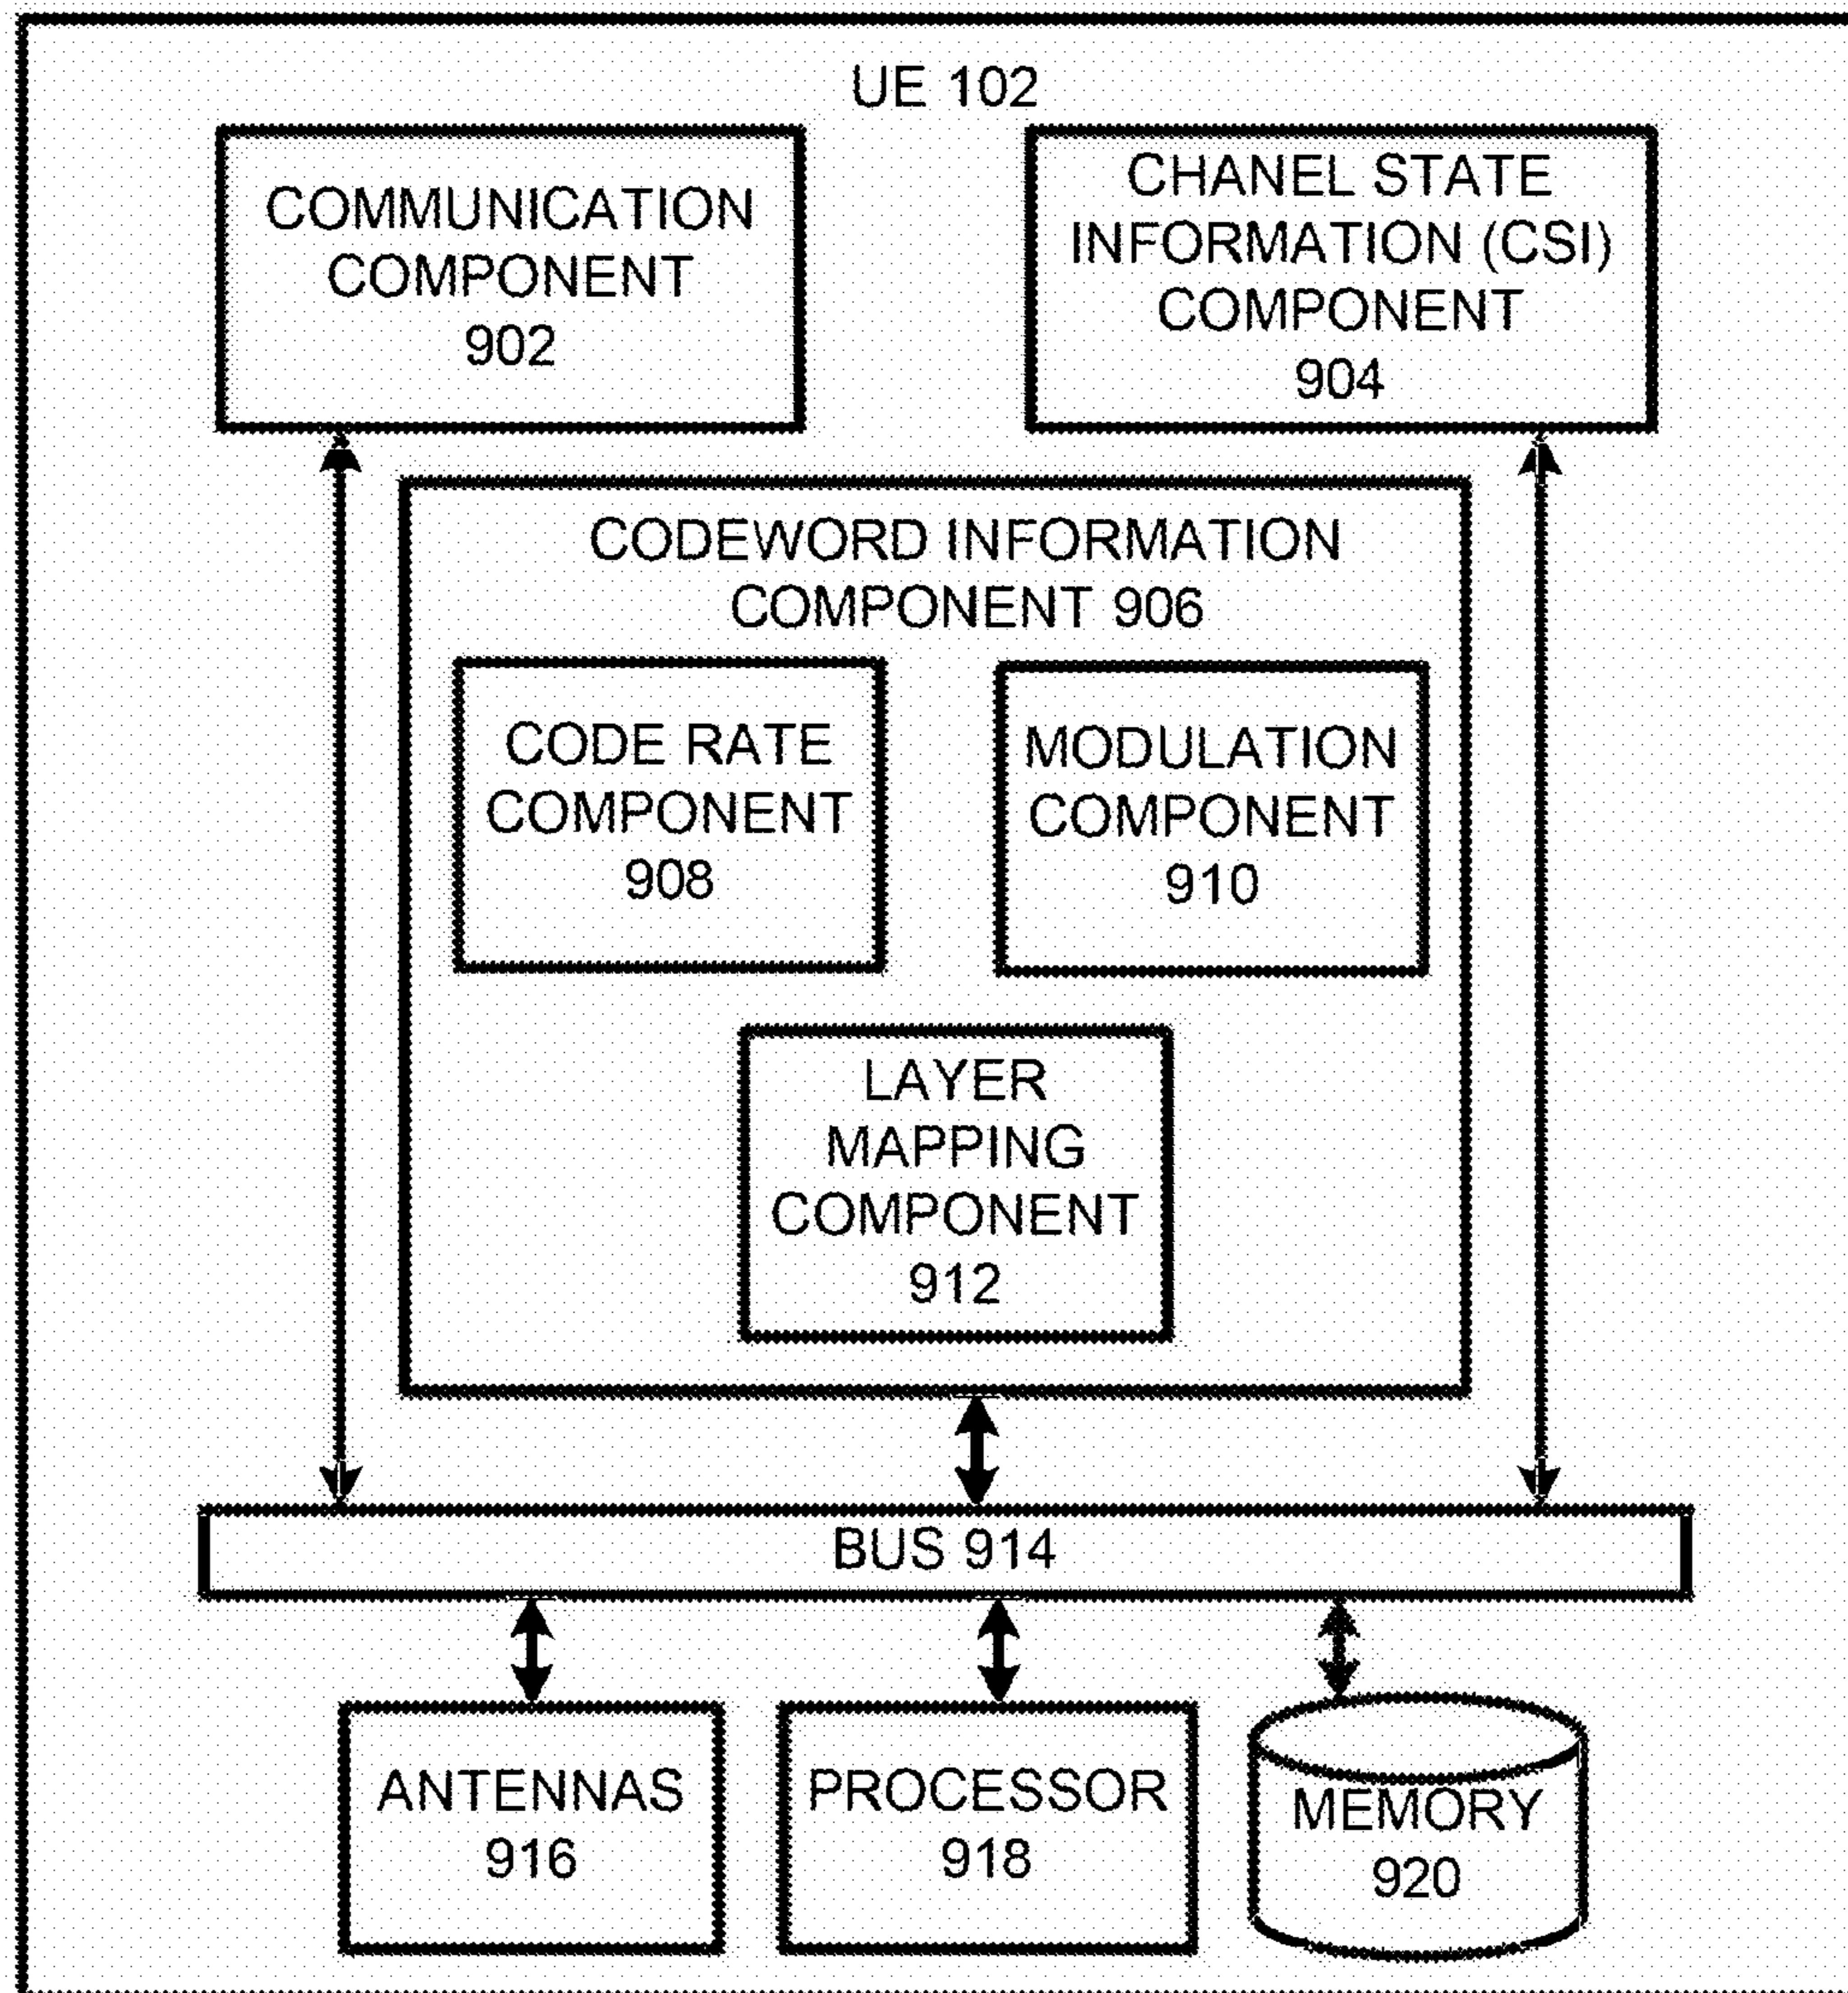 UE 102
COMMUNICATION
COMPONENT
902
CHANEL STATE
INFORMATION (CSI)
COMPONENT
904
CODEWORD INFORMATION
COMPONENT 906
CODE RATE
COMPONENT
908
MODULATION
COMPONENT
910
LAYER
MAPPING
COMPONENT
912
BUS 914
ANTENNAS
916
PROCESSOR
918
MEMORY
920